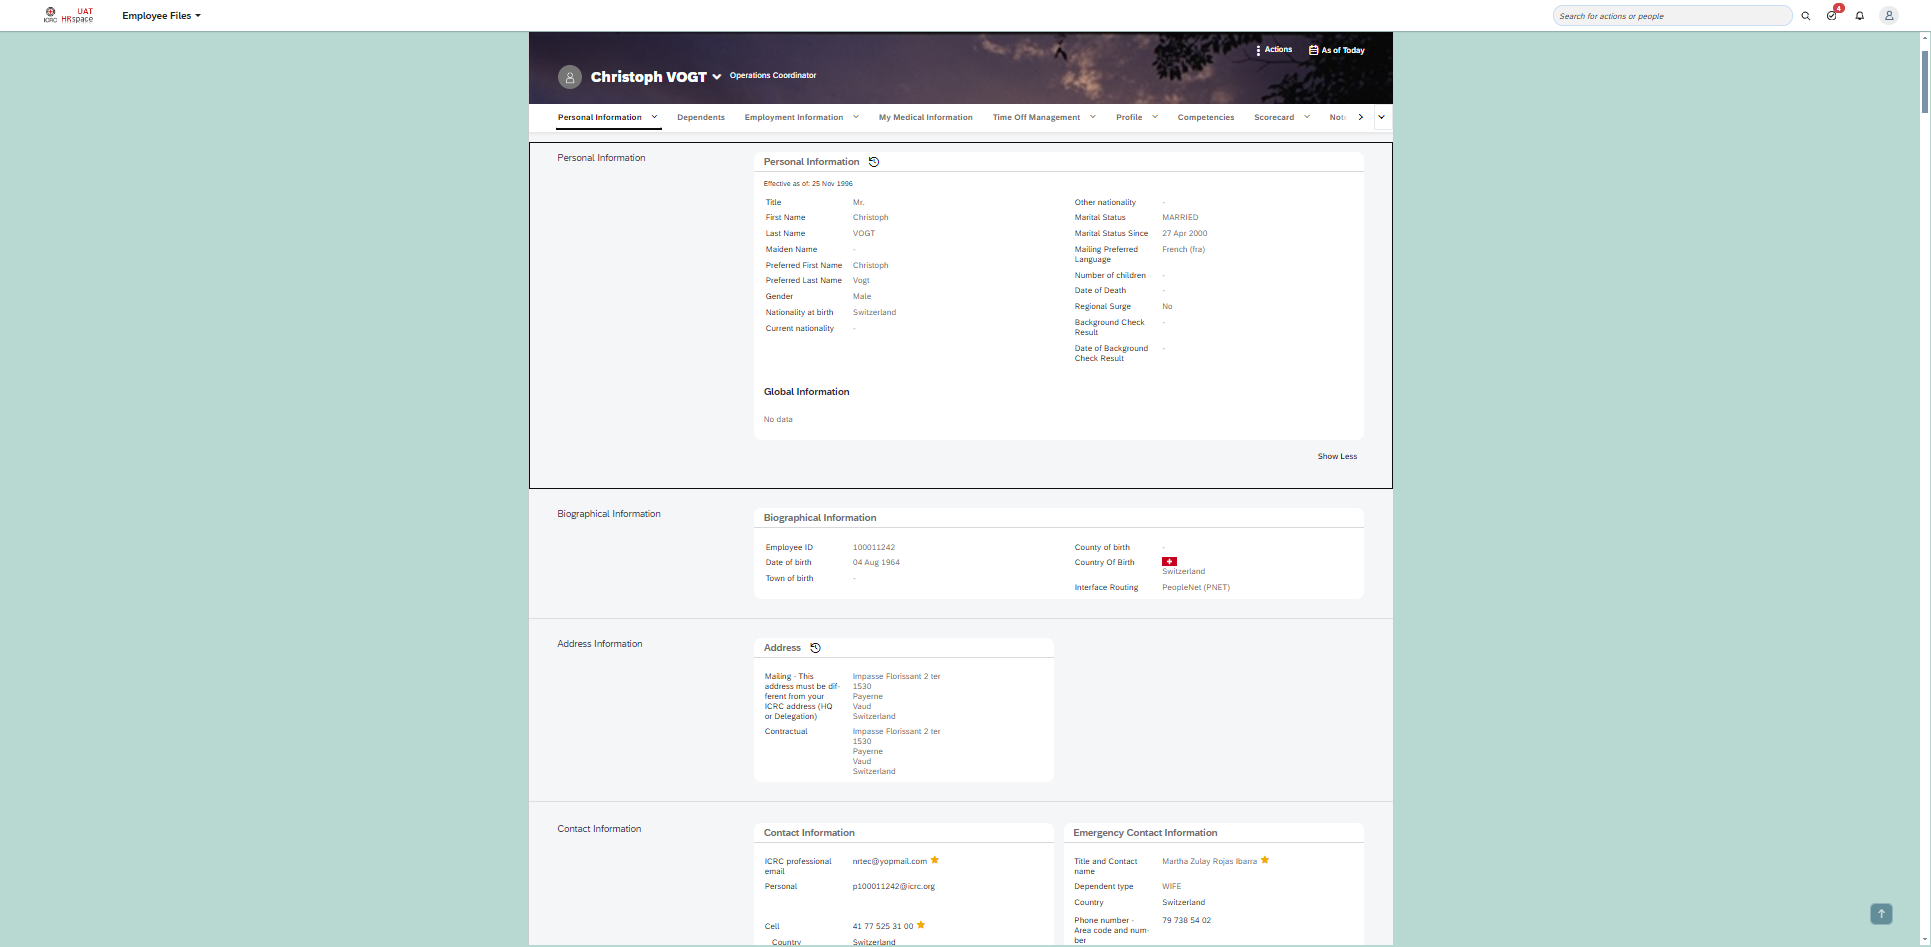 ICRC UAT HRspace
Employee Files
Search for actions or people
4
Actions
As of Today
Christoph VOGT
Operations Coordinator
Personal Information
Dependents
Employment Information
My Medical Information
Time Off Management
Profile
Competencies
Scorecard
Personal Information
Personal Information
Effective as of: 25 Nov 1996
Title Mr.
First Name Christoph
Last Name VOGT
Maiden Name -
Preferred First Name Christoph
Preferred Last Name Vogt
Gender Male
Nationality at birth Switzerland
Current nationality -
Other nationality -
Marital Status MARRIED
Marital Status Since 27 Apr 2000
Mailing Preferred French (fra)
Language
Number of children -
Date of Death -
Regional Surge No
Background Check -
Result
Date of Background -
Check Result
Global Information
No data
Show Less
Biographical Information
Biographical Information
Employee ID 100011242
Date of birth 04 Aug 1964
Town of birth -
County of birth -
Country Of Birth
Switzerland
Interface Routing PeopleNet (PNET)
Address Information
Address
Mailing - This Impasse Florissant 2 ter
address must be dif- 1530
ferent from your Payerne
ICRC address (HQ Vaud
or Delegation) Switzerland
Contractual Impasse Florissant 2 ter
1530
Payerne
Vaud
Switzerland
Contact Information
Contact Information
ICRC professional nrtec@yopmail.com
email
Personal p100011242@icrc.org
Cell 41 77 525 31 00
Country Switzerland
Emergency Contact Information
Title and Contact Martha Zulay Rojas Ibarra
name
Dependent type WIFE
Country Switzerland
Phone number - 79 738 54 02
Area code and num-
ber